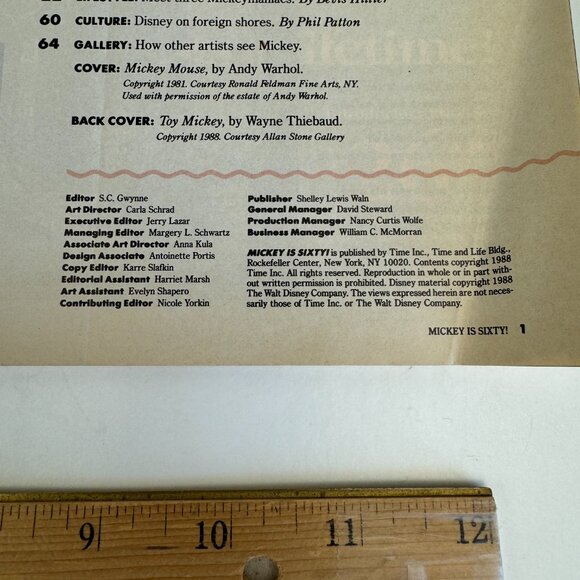 60 CULTURE: Disney on foreign shores. By Phil Patton
64 GALLERY: How other artists see Mickey.
COVER: Mickey Mouse, by Andy Warhol.
Copyright 1981. Courtesy Ronald Feldman Fine Arts, NY.
Used with permission of the estate of Andy Warhol.
BACK COVER: Toy Mickey, by Wayne Thiebaud.
Copyright 1988. Courtesy Allan Stone Gallery
Editor S.C. Gwynne
Art Director Carla Schrad
Executive Editor Jerry Lazar
Managing Editor Margery L. Schwartz
Associate Art Director Anna Kula
Design Associate Antoinette Portis
Copy Editor Karre Slafkin
Editorial Assistant Harriet Marsh
Art Assistant Evelyn Shapero
Contributing Editor Nicole Yorkin
Publisher Shelley Lewis Waln
General Manager David Steward
Production Manager Nancy Curtis Wolfe
Business Manager William C. McMorran
MICKEY IS SIXTY! is published by Time Inc., Time and Life Bldg.,
Rockefeller Center, New York, NY 10020. Contents copyright 1988
Time Inc. All rights reserved. Reproduction in whole or in part with-
out written permission is prohibited. Disney material copyright 1988
The Walt Disney Company. The views expressed herein are not neces-
sarily those of Time Inc. or The Walt Disney Company.
MICKEY IS SIXTY! 1
9 10 11 12